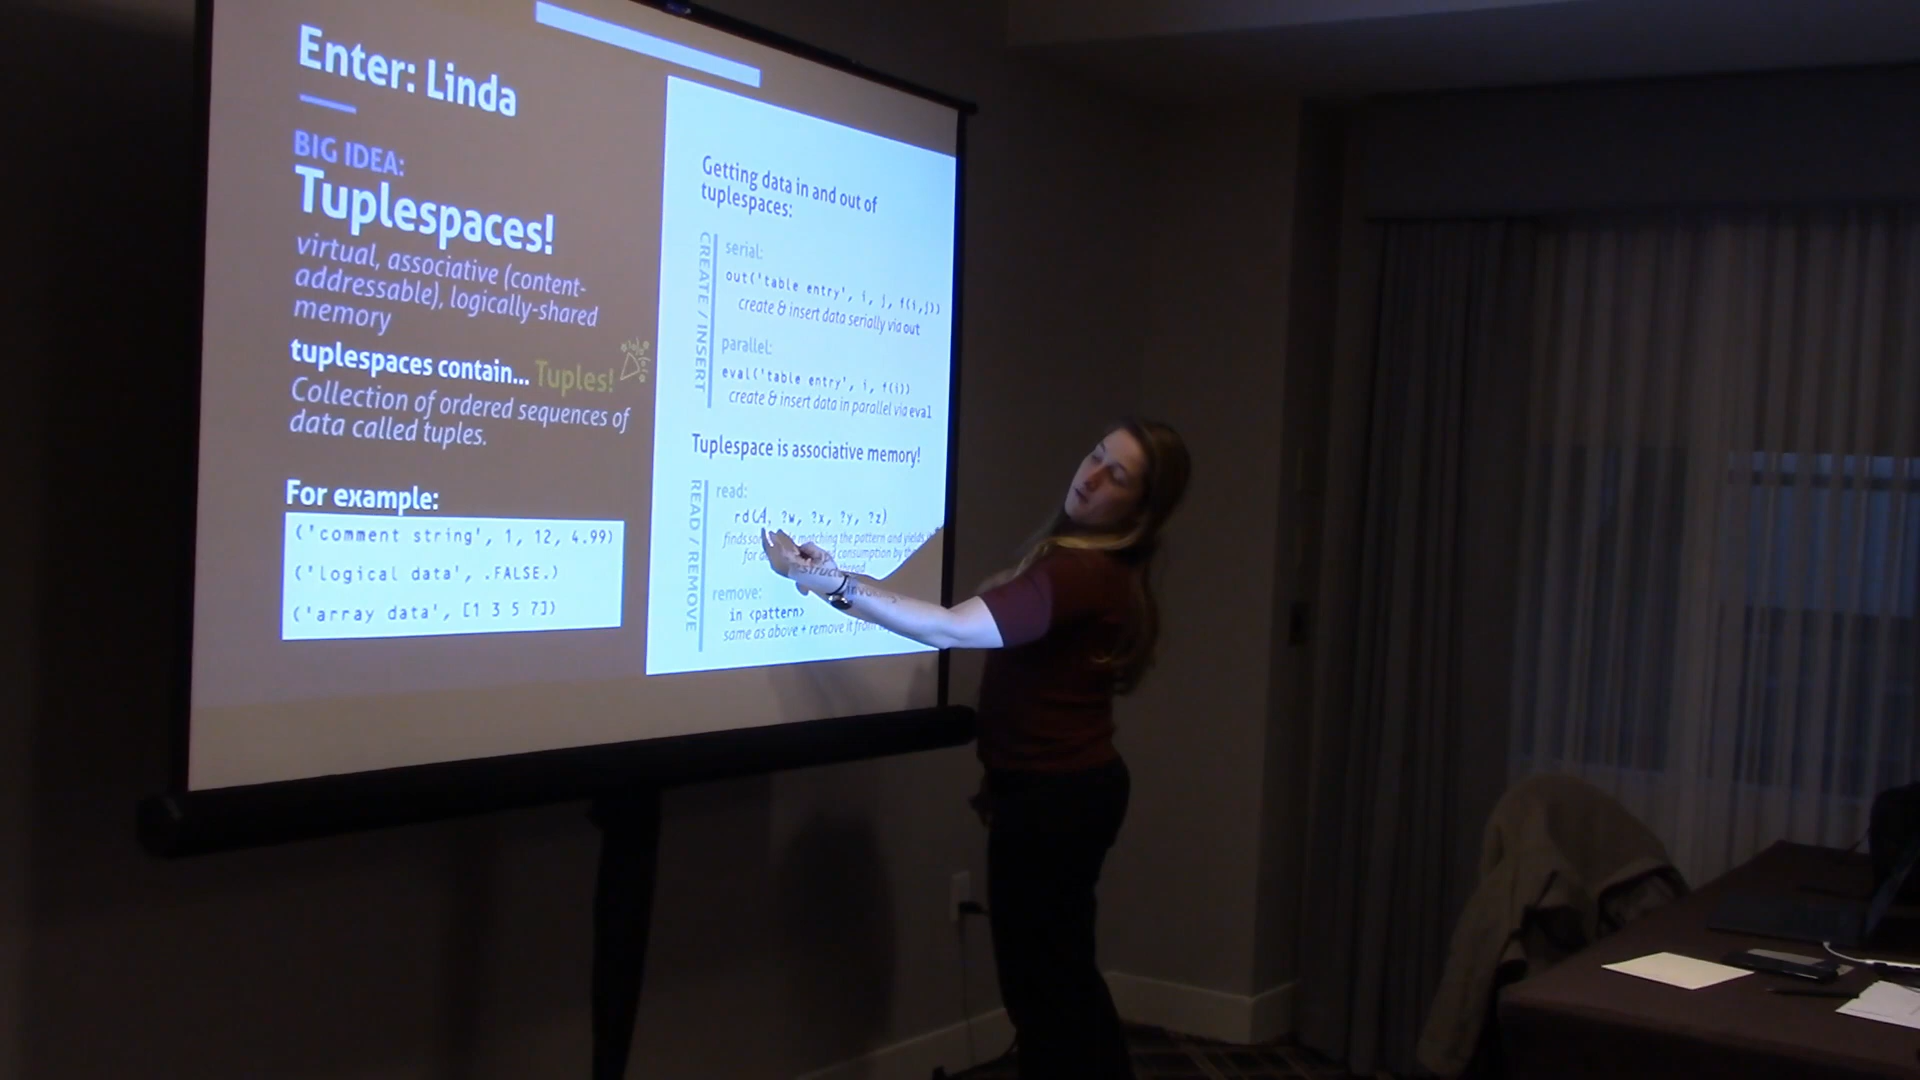 Enter: Linda
BIG IDEA:
Tuplespaces!
virtual, associative (content-
addressable), logically-shared
memory
tuplespaces contain... Tuples!
Collection of ordered sequences of
data called tuples.
For example:
('comment string', 1, 12, 4.99)
('logical data', .FALSE.)
('array data', [1 3 5 7])
Getting data in and out of
tuplespaces:
CREATE / INSERT
serial:
out('table entry', i, j, f(i,j))
create & insert data serially via out
parallel:
eval('table entry', i, f(i))
create & insert data in parallel via eval
Tuplespace is associative memory!
READ / REMOVE
read:
rd(A, ?w, ?x, ?y, ?z)
finds matching the pattern and yields
for consumption by
remove:
in <pattern>
same as above + remove it from